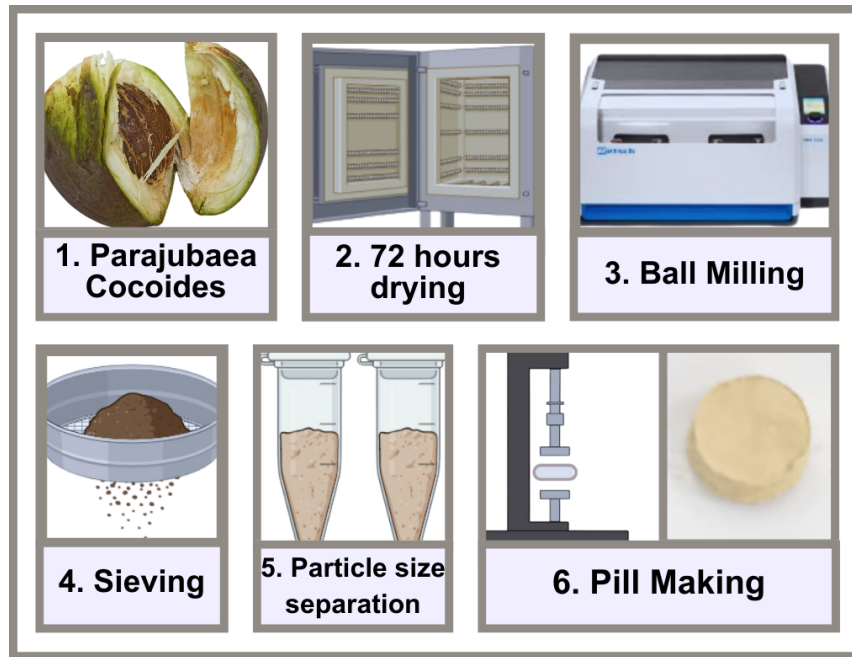 1. Parajubaea
Cocoides
2. 72 hours
drying
3. Ball Milling
4. Sieving
5. Particle size
separation
6. Pill Making